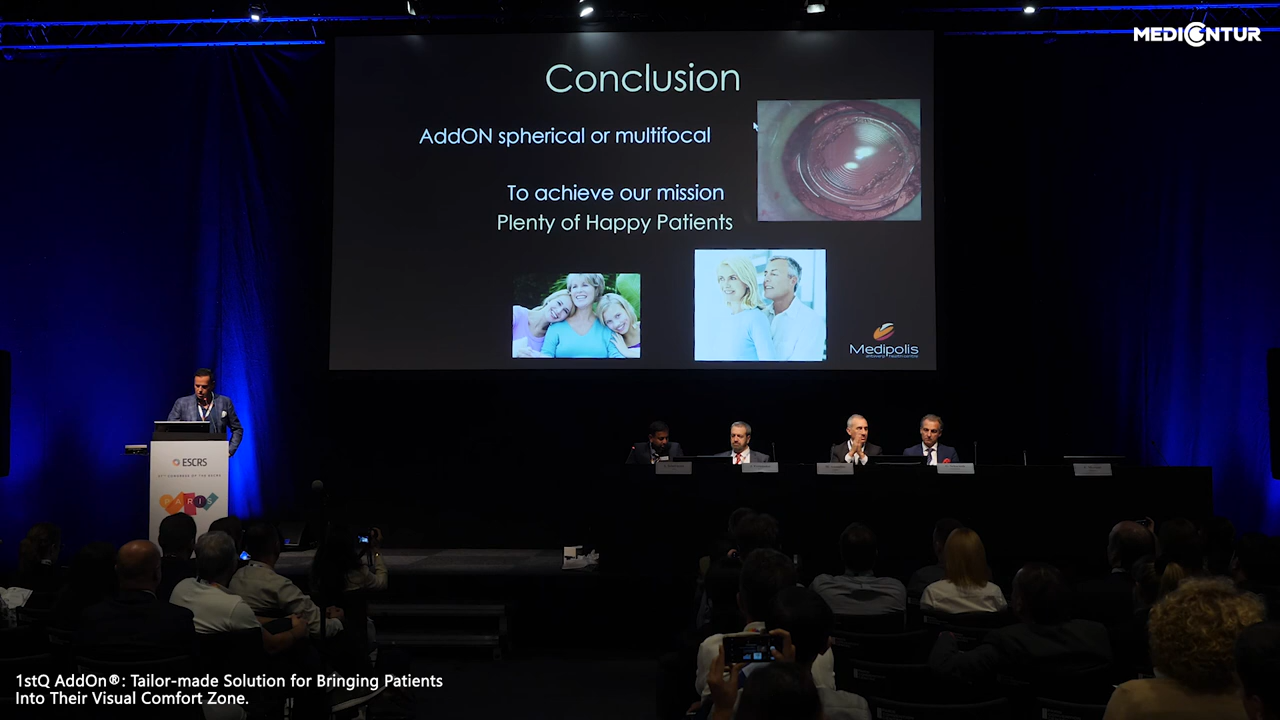 MEDICONTUR
Conclusion
AddON spherical or multifocal
To achieve our mission
Plenty of Happy Patients
Medipolis
ESCRS
PARIS
1stQ AddOn®: Tailor-made Solution for Bringing Patients
Into Their Visual Comfort Zone.